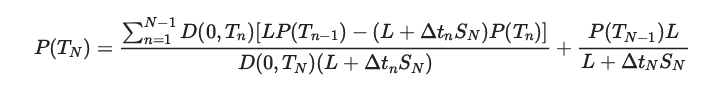 P(T_N) = \frac{\sum_{n=1}^{N-1} D(0, T_n)[LP(T_{n-1}) - (L + \Delta t_n S_N)P(T_n)]}{D(0, T_N)(L + \Delta t_n S_N)} + \frac{P(T_{N-1})L}{L + \Delta t_N S_N}